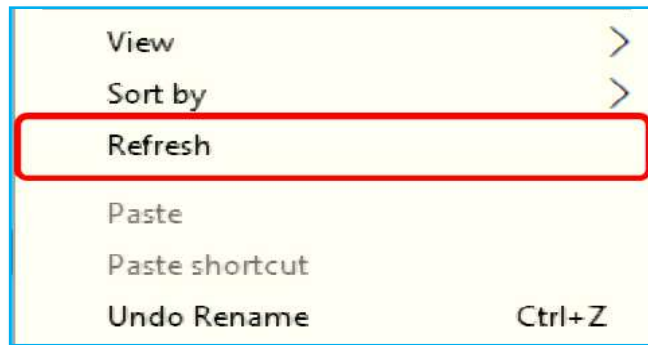 View
Sort by
Refresh
Paste
Paste shortcut
Undo Rename Ctrl+Z